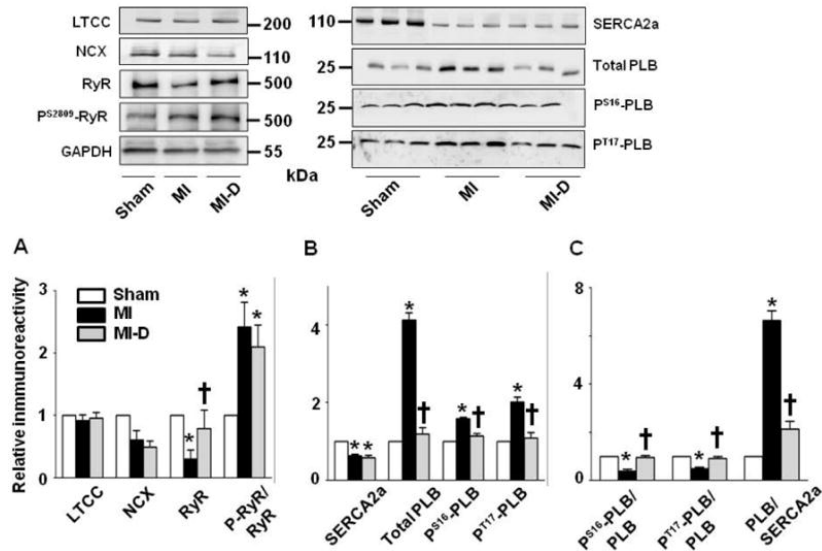 LTCC 200 110 SERCA2a
NCX 110
RyR 500 25 Total PLB
25 Pˢ¹⁶-PLB
Pˢ²⁸⁰⁹-RyR 500
GAPDH 55 25 Pᵀ¹⁷-PLB
kDa
Sham MI MI-D Sham MI MI-D
A B C
Relative inmmunoreactivity
Sham
MI
MI-D
3
2
1
0
* * * †
LTCC NCX RyR P-RyR/
RyR
4
2
0
* * * † * † * †
SERCA2a Total PLB Pˢ¹⁶-PLB Pᵀ¹⁷-PLB
8
4
0
* † * † * †
Pˢ¹⁶-PLB/
PLB
Pᵀ¹⁷-PLB/
PLB
PLB/
SERCA2a